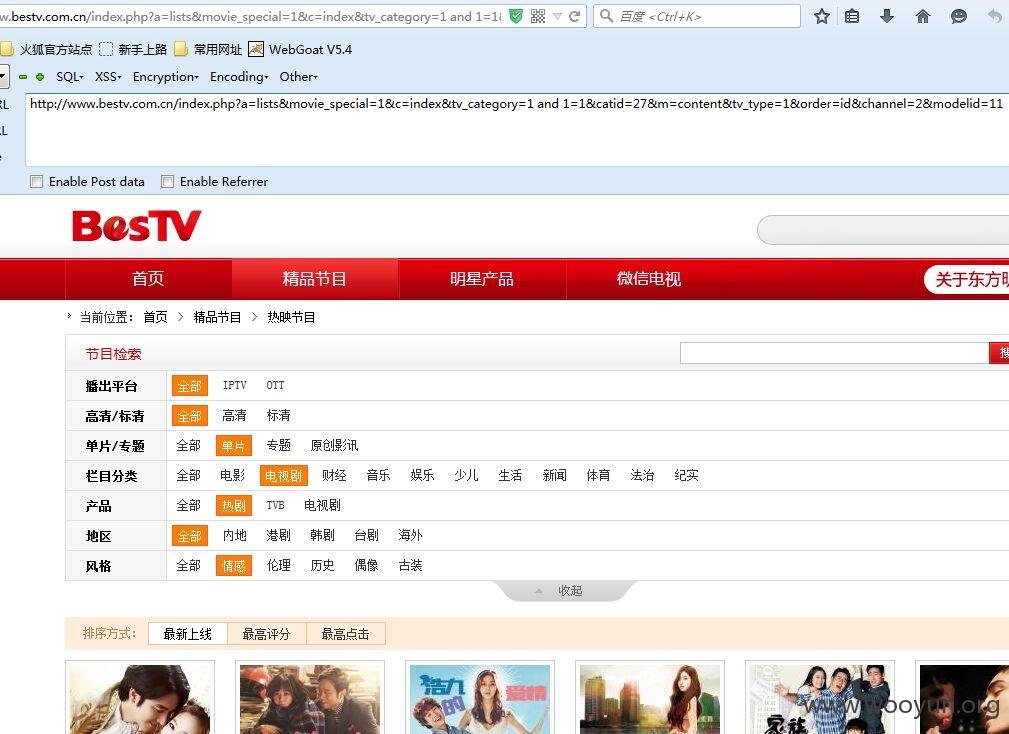 w.bestv.com.cn/index.php?a=lists&movie_special=1&c=index&tv_category=1 and 1=1& 百度 <Ctrl+K>
火狐官方站点 新手上路 常用网址 WebGoat V5.4
SQL- XSS- Encryption- Encoding- Other-
RL http://www.bestv.com.cn/index.php?a=lists&movie_special=1&c=index&tv_category=1 and 1=1&catid=27&m=content&tv_type=1&order=id&channel=2&modelid=11
RL
e
Enable Post data Enable Referrer
BesTV
首页 精品节目 明星产品 微信电视 关于东方明
当前位置: 首页 > 精品节目 > 热映节目
节目检索 搜
播出平台 全部 IPTV OTT
高清/标清 全部 高清 标清
单片/专题 全部 单片 专题 原创影讯
栏目分类 全部 电影 电视剧 财经 音乐 娱乐 少儿 生活 新闻 体育 法治 纪实
产品 全部 热剧 TVB 电视剧
地区 全部 内地 港剧 韩剧 台剧 海外
风格 全部 情感 伦理 历史 偶像 古装
收起
排序方式: 最新上线 最高评分 最高点击
浩九的爱情
家族
www.wooyun.org